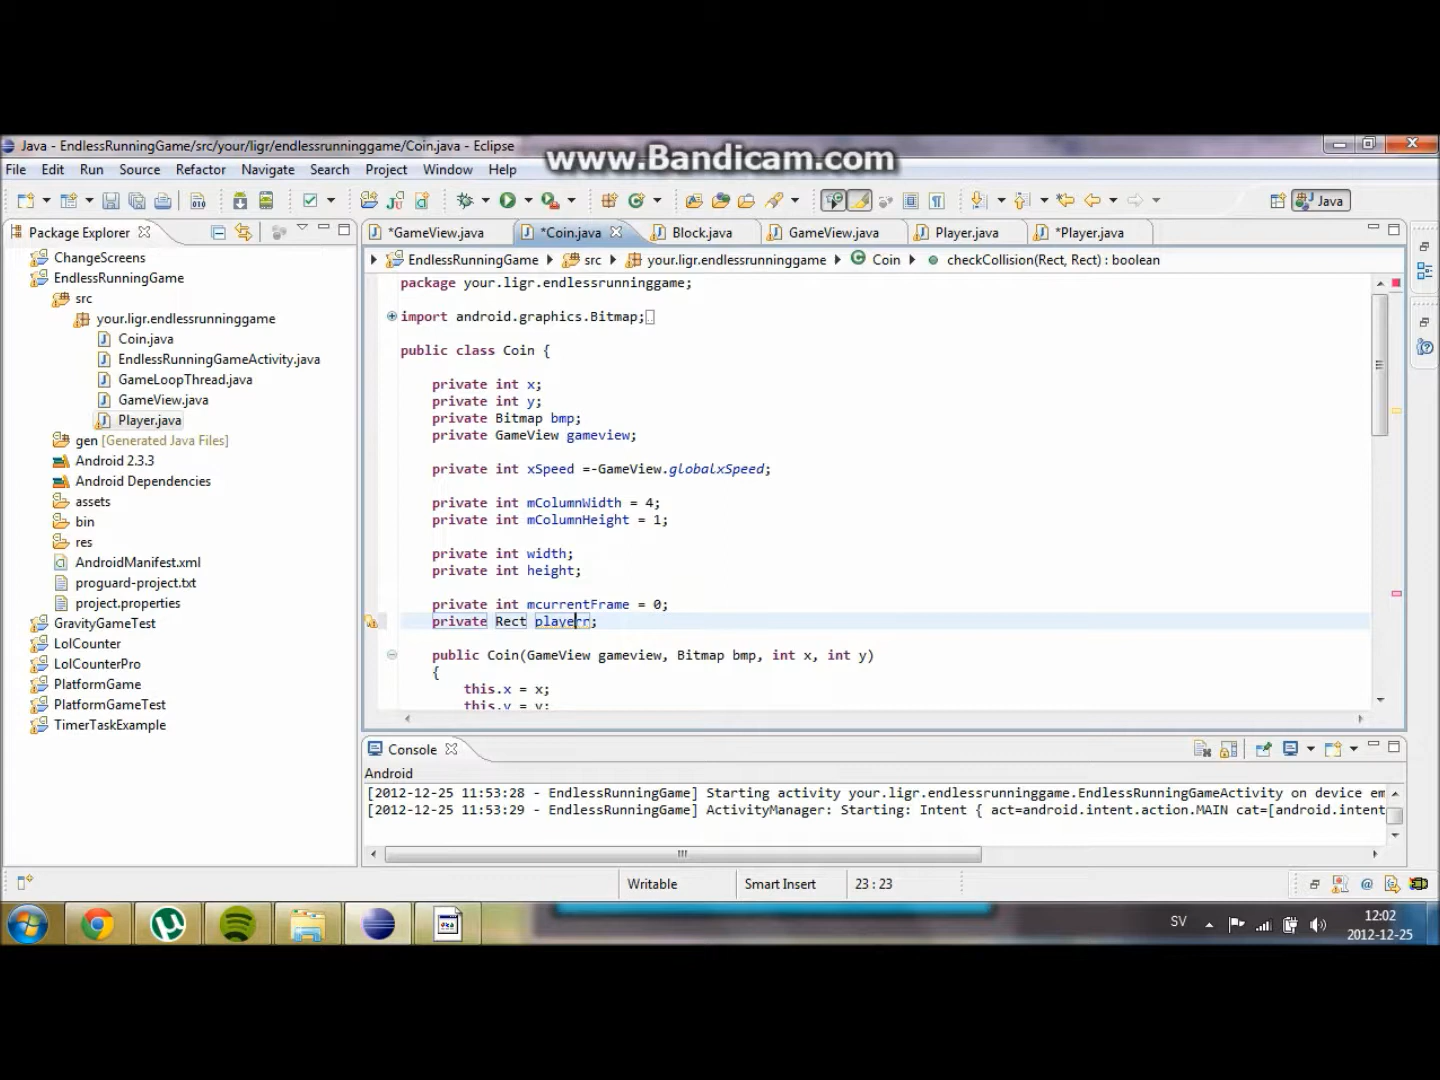 Java - EndlessRunningGame/src/your/ligr/endlessrunninggame/Coin.java - Eclipse
www.Bandicam.com
File Edit Run Source Refactor Navigate Search Project Window Help
Java
Package Explorer
*GameView.java *Coin.java Block.java GameView.java Player.java *Player.java
EndlessRunningGame src your.ligr.endlessrunninggame Coin checkCollision(Rect, Rect) : boolean
ChangeScreens
EndlessRunningGame
src
your.ligr.endlessrunninggame
Coin.java
EndlessRunningGameActivity.java
GameLoopThread.java
GameView.java
Player.java
gen [Generated Java Files]
Android 2.3.3
Android Dependencies
assets
bin
res
AndroidManifest.xml
proguard-project.txt
project.properties
GravityGameTest
LolCounter
LolCounterPro
PlatformGame
PlatformGameTest
TimerTaskExample
package your.ligr.endlessrunninggame;
import android.graphics.Bitmap;
public class Coin {
private int x;
private int y;
private Bitmap bmp;
private GameView gameview;
private int xSpeed =-GameView.globalxSpeed;
private int mColumnWidth = 4;
private int mColumnHeight = 1;
private int width;
private int height;
private int mcurrentFrame = 0;
private Rect playerr;
public Coin(GameView gameview, Bitmap bmp, int x, int y)
{
this.x = x;
this.y = y;
Console
Android
[2012-12-25 11:53:28 - EndlessRunningGame] Starting activity your.ligr.endlessrunninggame.EndlessRunningGameActivity on device em
[2012-12-25 11:53:29 - EndlessRunningGame] ActivityManager: Starting: Intent { act=android.intent.action.MAIN cat=[android.intent
Writable Smart Insert 23 : 23
SV 12:02
2012-12-25